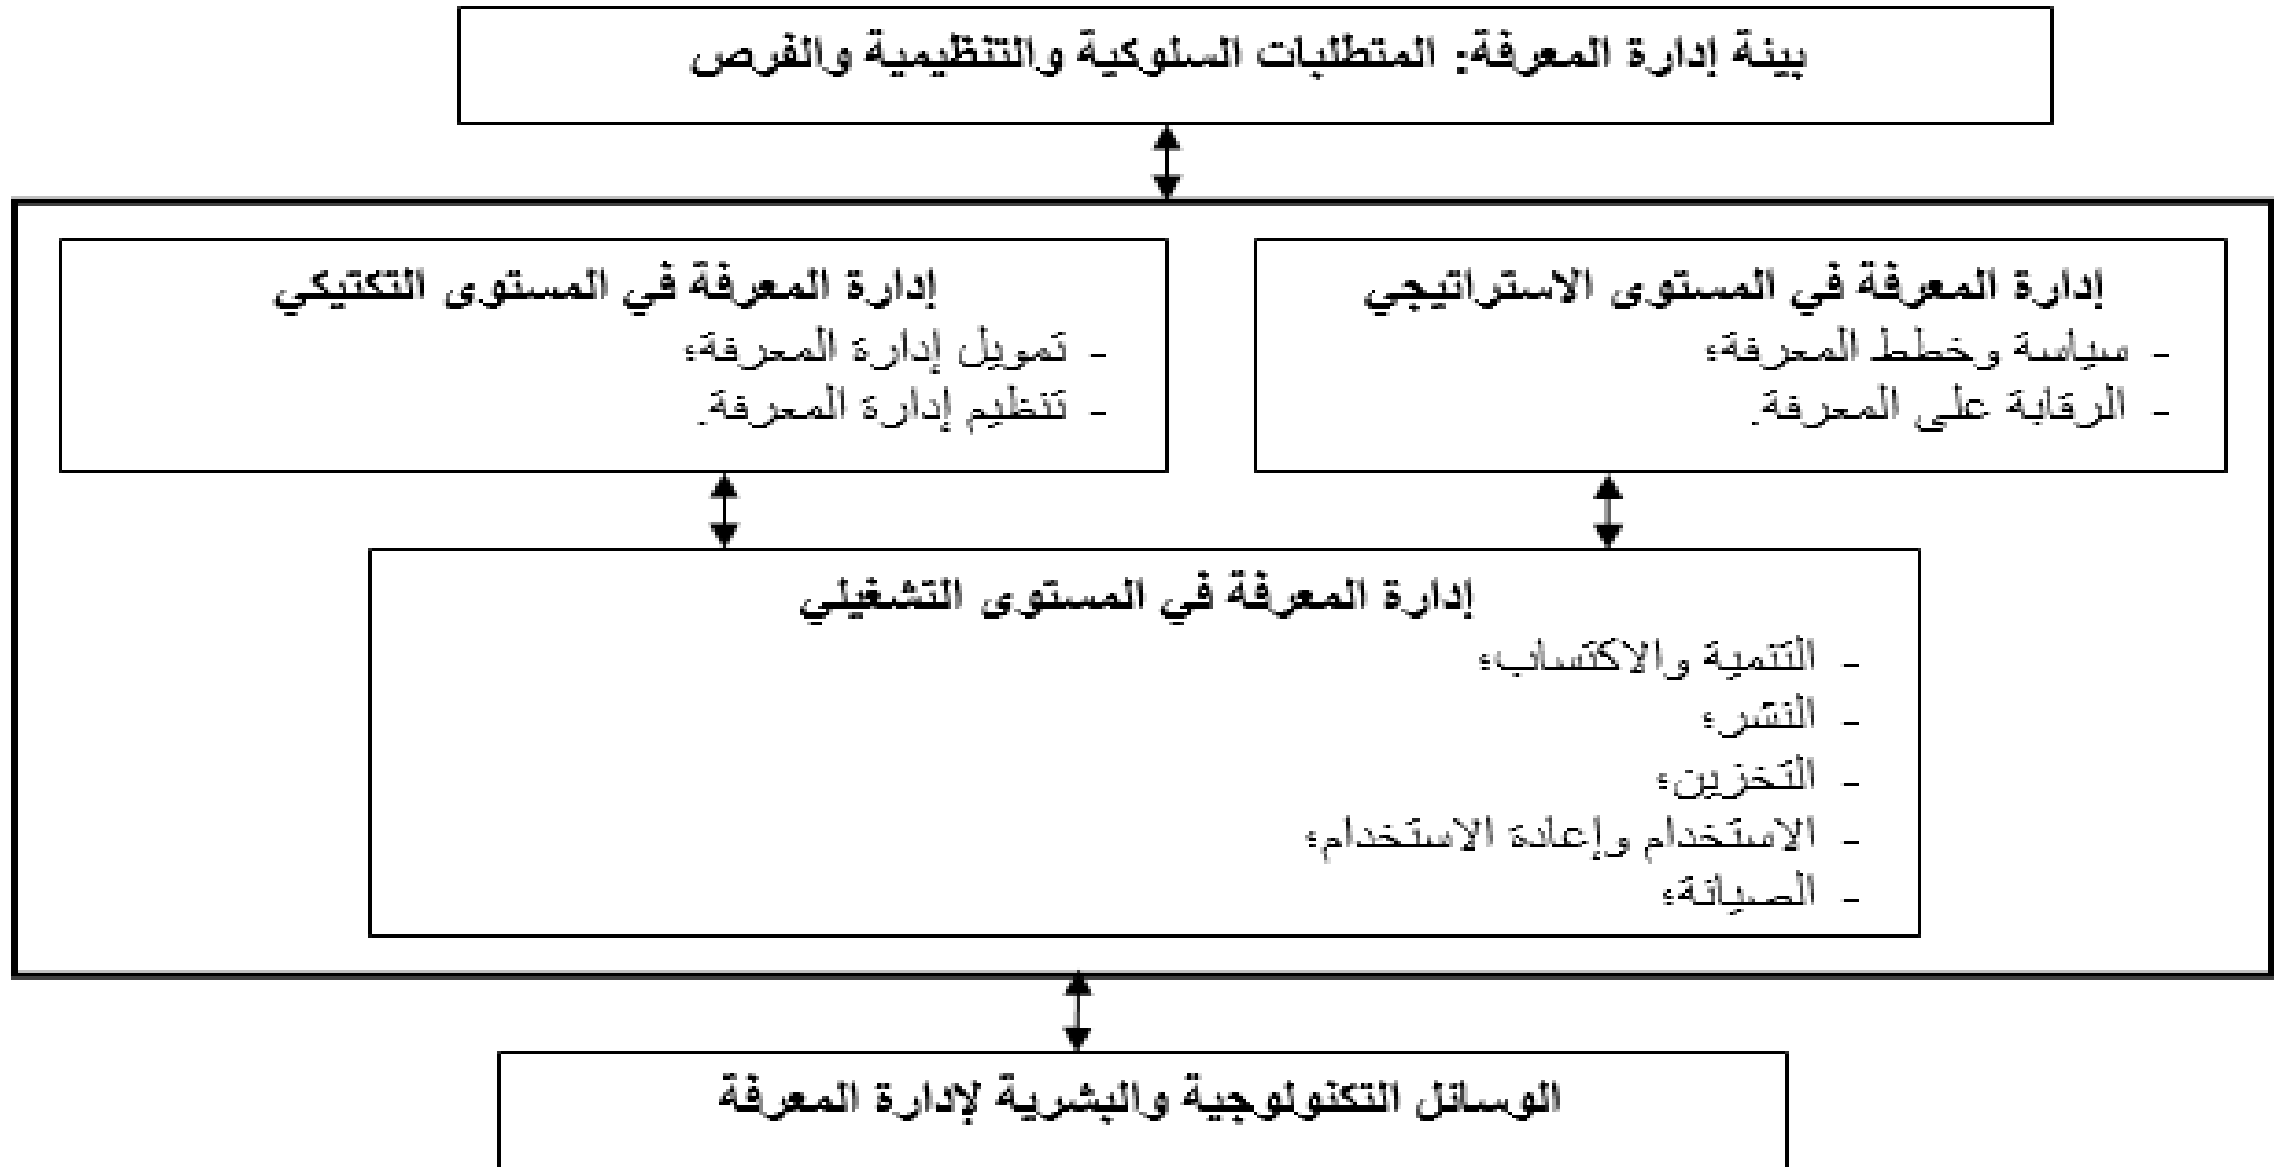 بيئة إدارة المعرفة: المتطلبات السلوكية والتنظيمية والفرص
إدارة المعرفة في المستوى الاستراتيجي
- سياسة وخطط المعرفة؛
- الرقابة على المعرفة.
إدارة المعرفة في المستوى التكتيكي
- تمويل إدارة المعرفة؛
- تنظيم إدارة المعرفة.
إدارة المعرفة في المستوى التشغيلي
- التنمية والاكتساب؛
- النشر؛
- التخزين؛
- الاستخدام وإعادة الاستخدام؛
- الصيانة؛
الوسائل التكنولوجية والبشرية لإدارة المعرفة